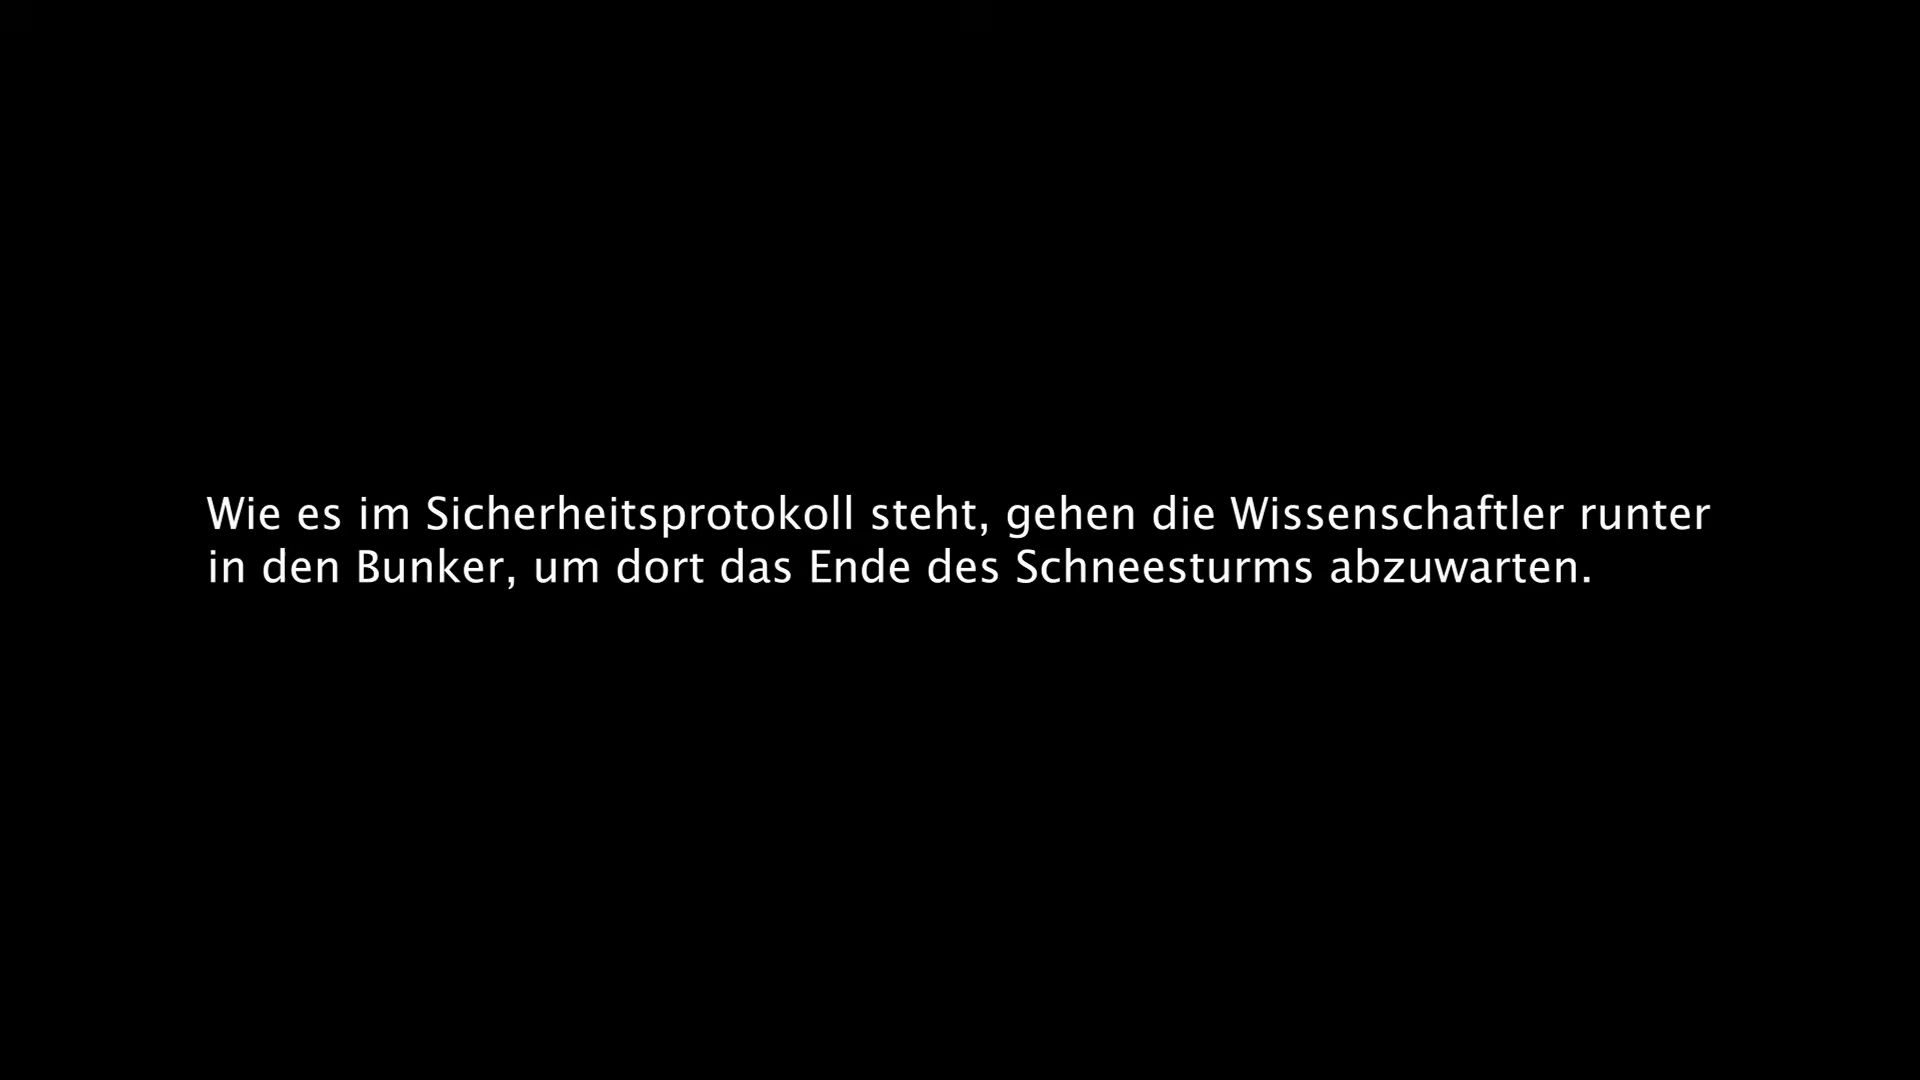 Wie es im Sicherheitsprotokoll steht, gehen die Wissenschaftler runter
in den Bunker, um dort das Ende des Schneesturms abzuwarten.